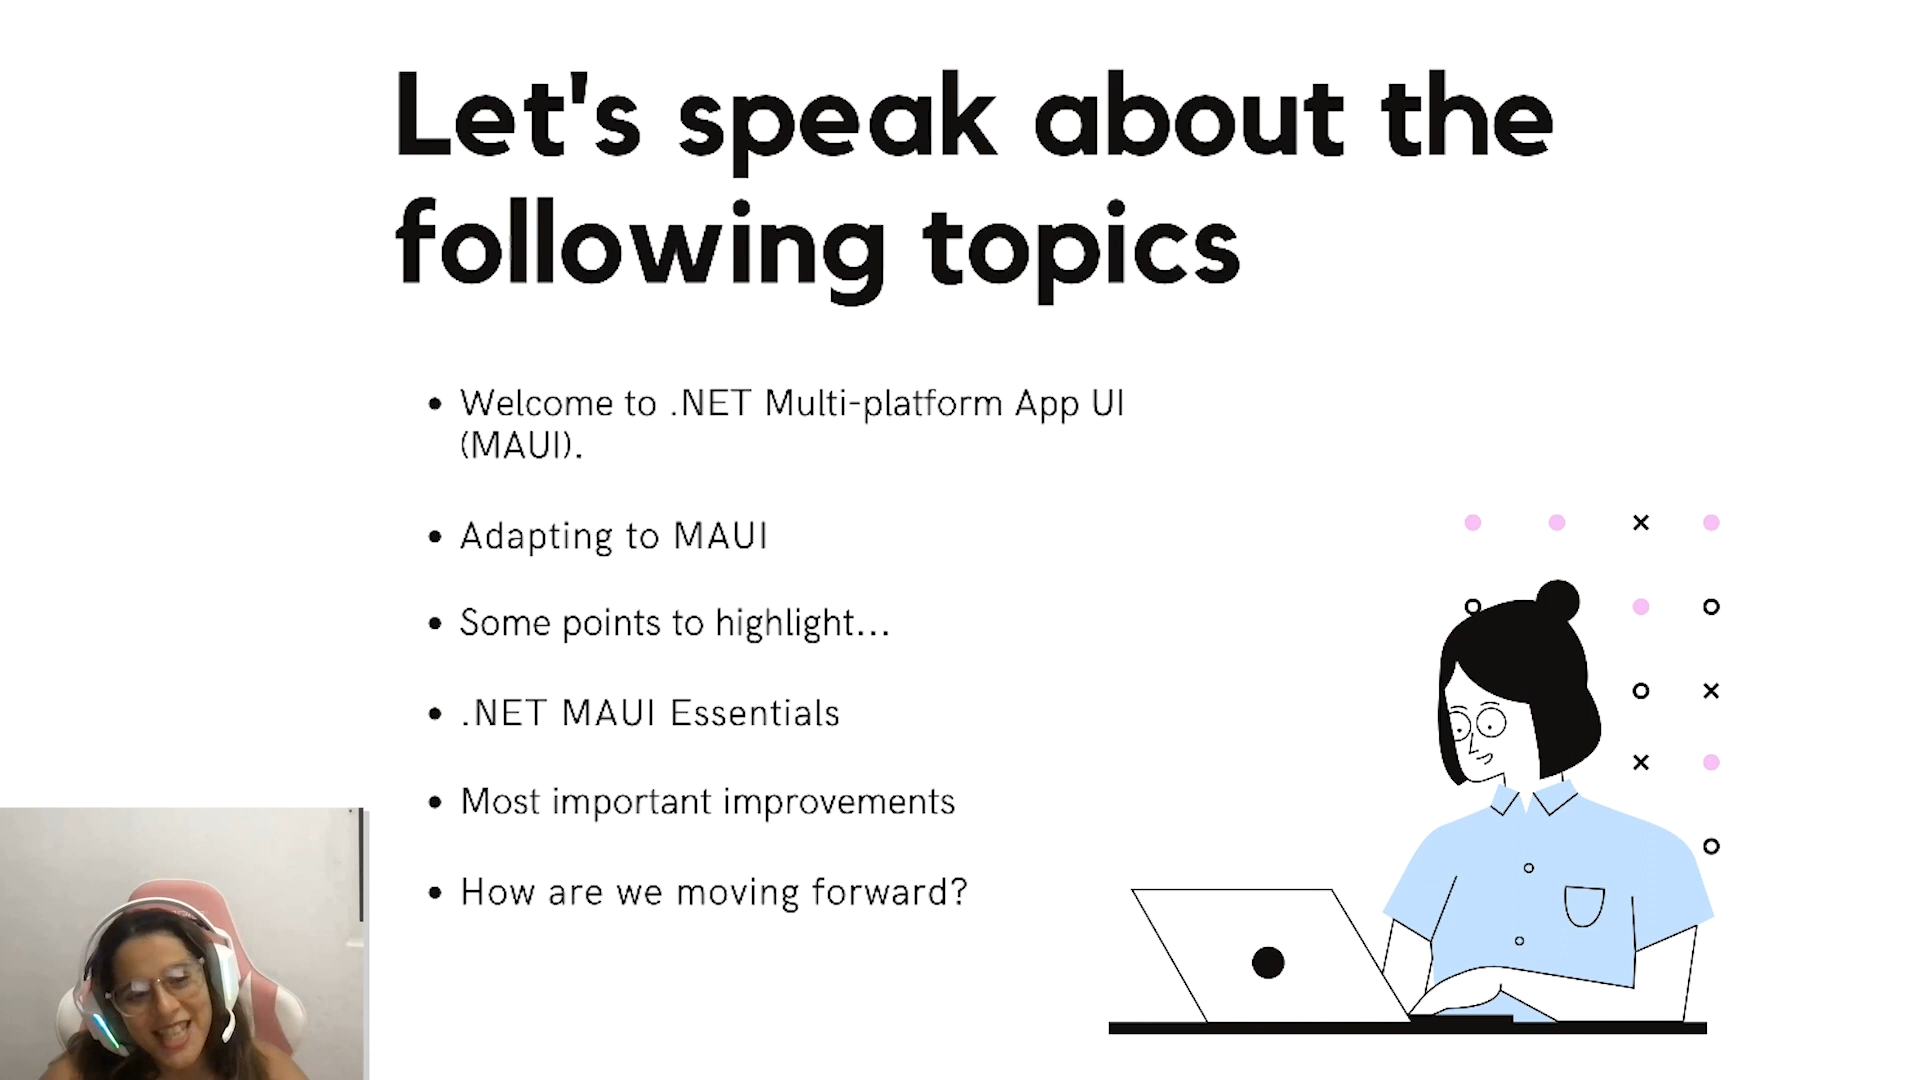 Let's speak about the
following topics
• Welcome to .NET Multi-platform App UI
(MAUI).
• Adapting to MAUI
• Some points to highlight...
• .NET MAUI Essentials
• Most important improvements
• How are we moving forward?